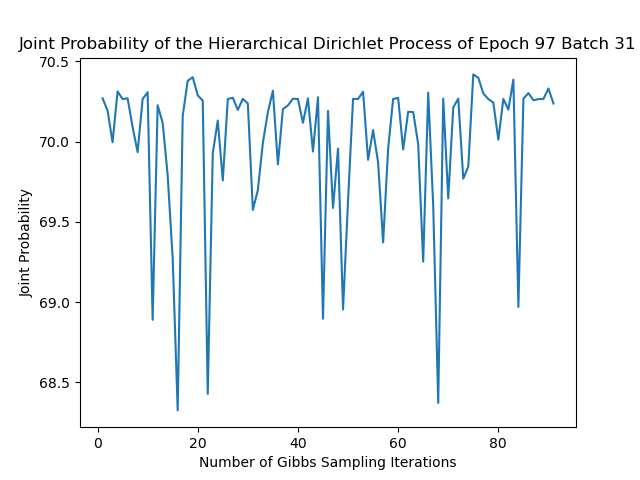 Joint Probability of the Hierarchical Dirichlet Process of Epoch 97 Batch 31
70.5
70.0
69.5
69.0
68.5
Joint Probability
0 20 40 60 80
Number of Gibbs Sampling Iterations